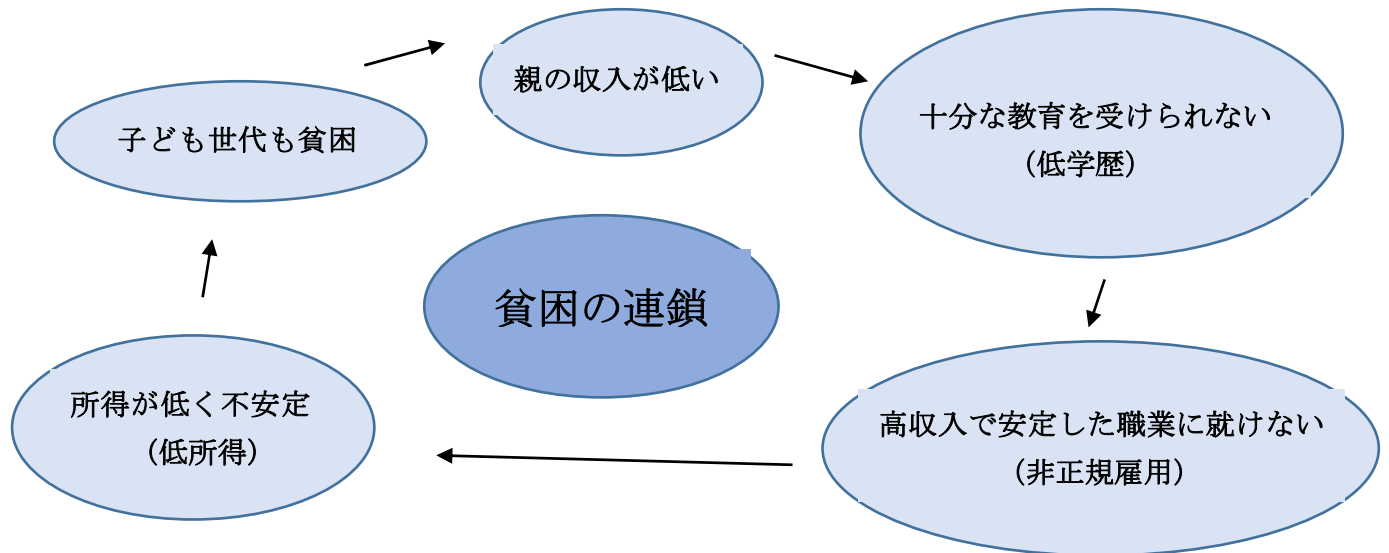 親の収入が低い
十分な教育を受けられない
（低学歴）
高収入で安定した職業に就けない
（非正規雇用）
所得が低く不安定
（低所得）
子ども世代も貧困
貧困の連鎖